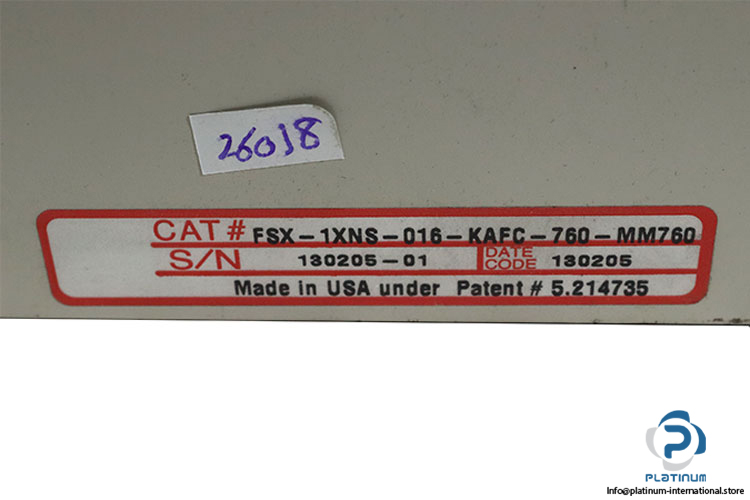 26018
CAT # FSX-1XNS-016-KAFC-760-MM760
S/N 130205-01 DATE CODE 130205
Made in USA under Patent # 5.214735
PLATINUM
Info@platinum-international.store